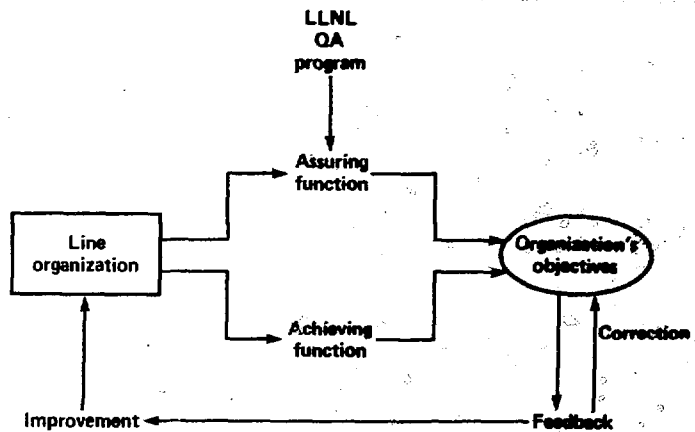 LLNL
QA
program
Assuring
function
Line
organization
Organization's
objectives
Achieving
function
Correction
Improvement
Feedback